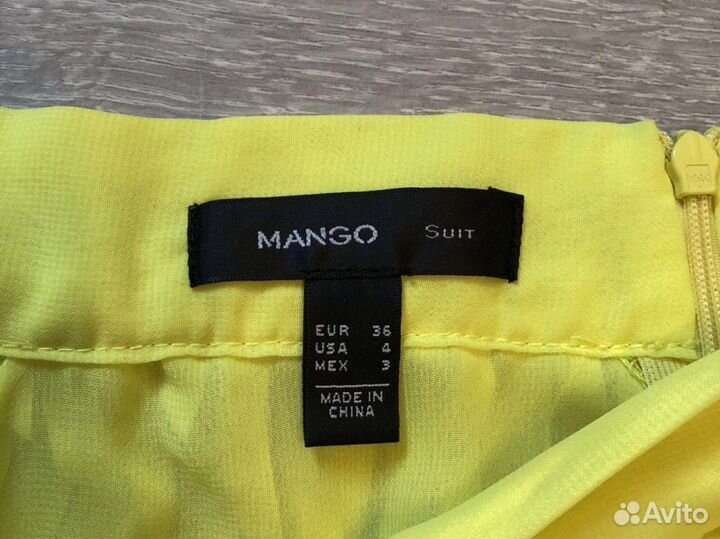 MANGO SUIT
EUR 36
USA 4
MEX 3
MADE IN
CHINA
Avito